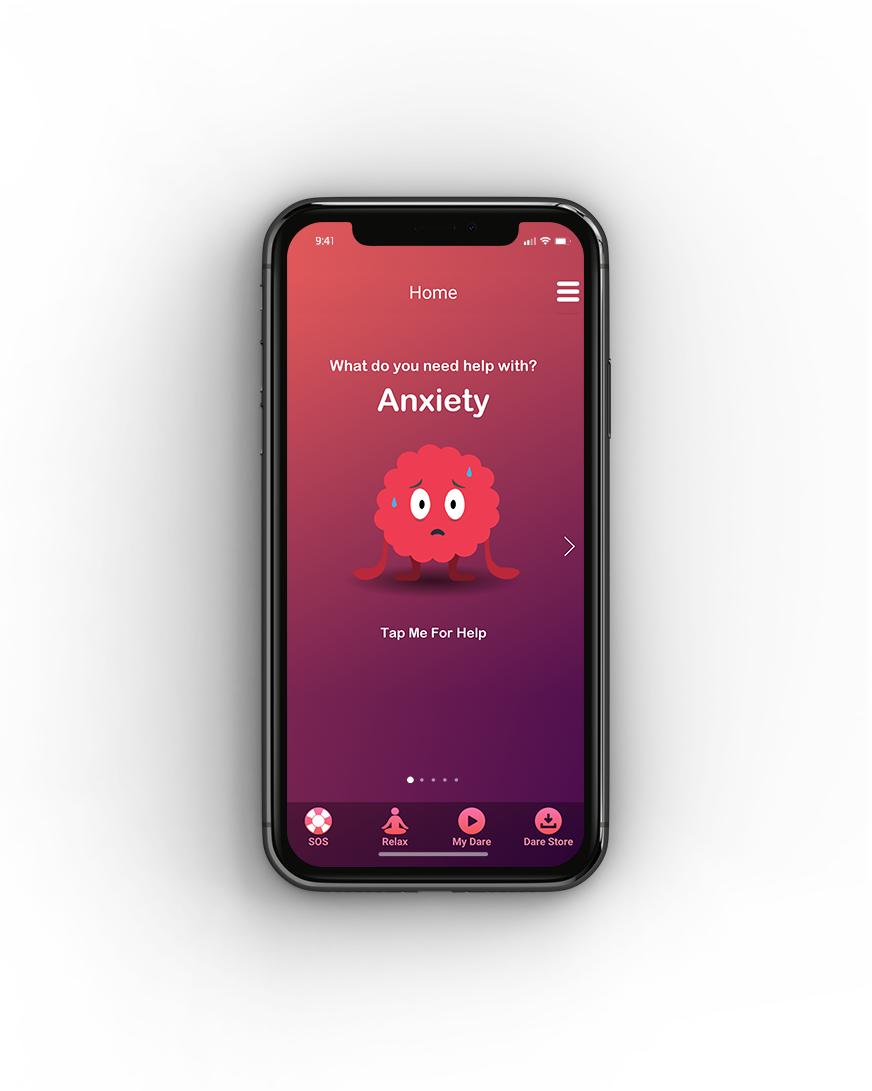 9:41
Home
What do you need help with?
Anxiety
Tap Me For Help
SOS
Relax
My Dare
Dare Store